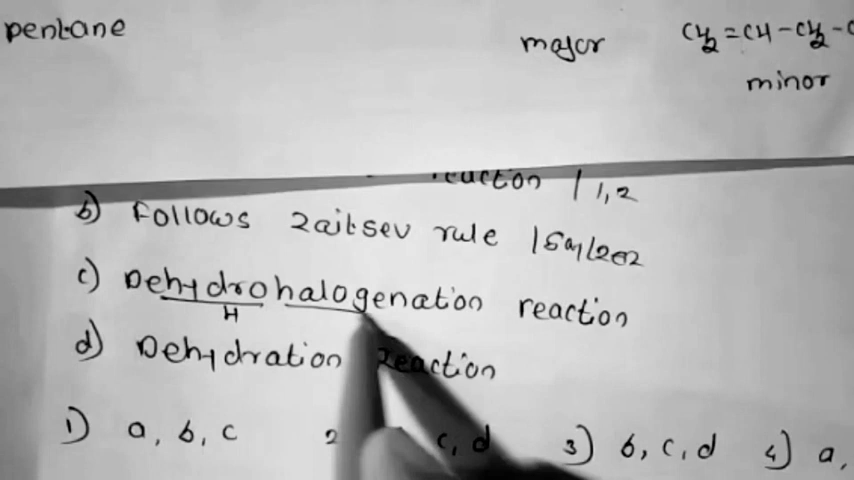 pentane
major CH2=CH-CH2-
minor
reaction / 1,2
b) Follows Zaitsev rule /
c) Dehydrohalogenation reaction
H
d) Dehydration Reaction
1) a, b, c 2 c, d 3) b, c, d 4) a,